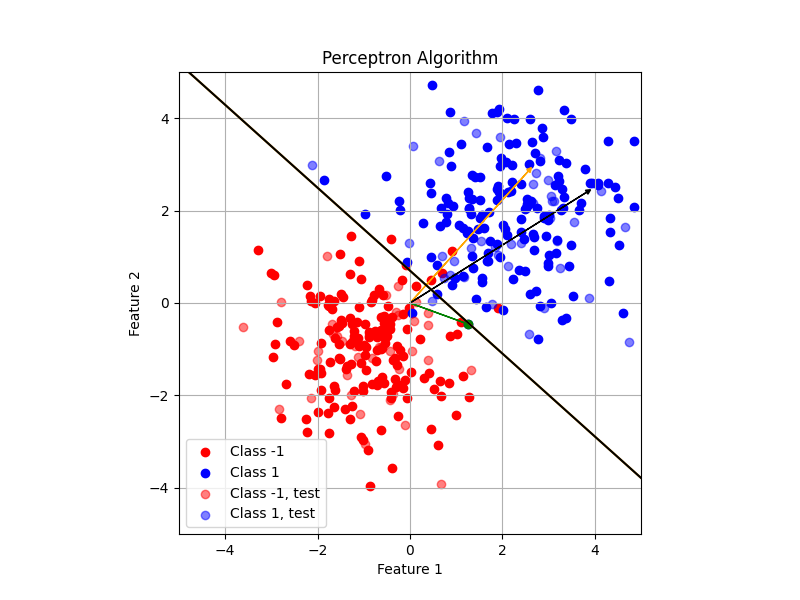 Perceptron Algorithm
4
2
0
−2
−4
Feature 2
Class -1
Class 1
Class -1, test
Class 1, test
−4 −2 0 2 4
Feature 1